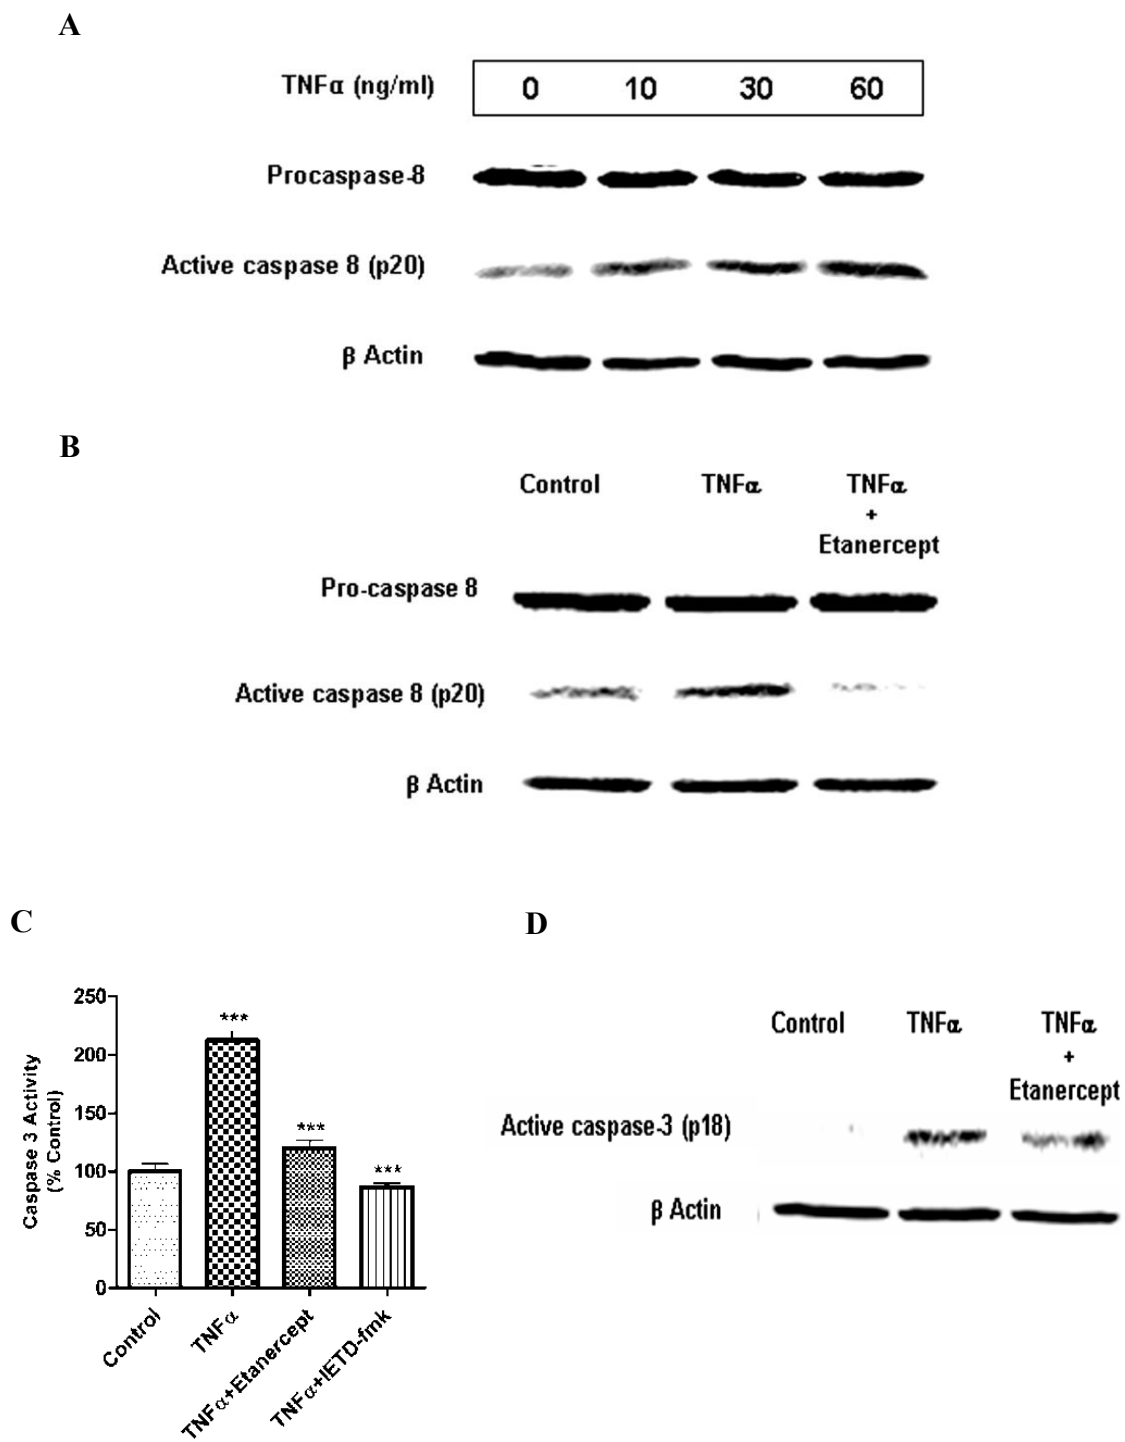 A
TNFα (ng/ml) 0 10 30 60
Procaspase-8
Active caspase 8 (p20)
β Actin
B
Control TNFα TNFα
+
Etanercept
Pro-caspase 8
Active caspase 8 (p20)
β Actin
C
Caspase 3 Activity
(% Control)
250
200
150
100
50
0
***
***
***
Control
TNFα
TNFα+Etanercept
TNFα+IETD-fmk
D
Control TNFα TNFα
+
Etanercept
Active caspase-3 (p18)
β Actin